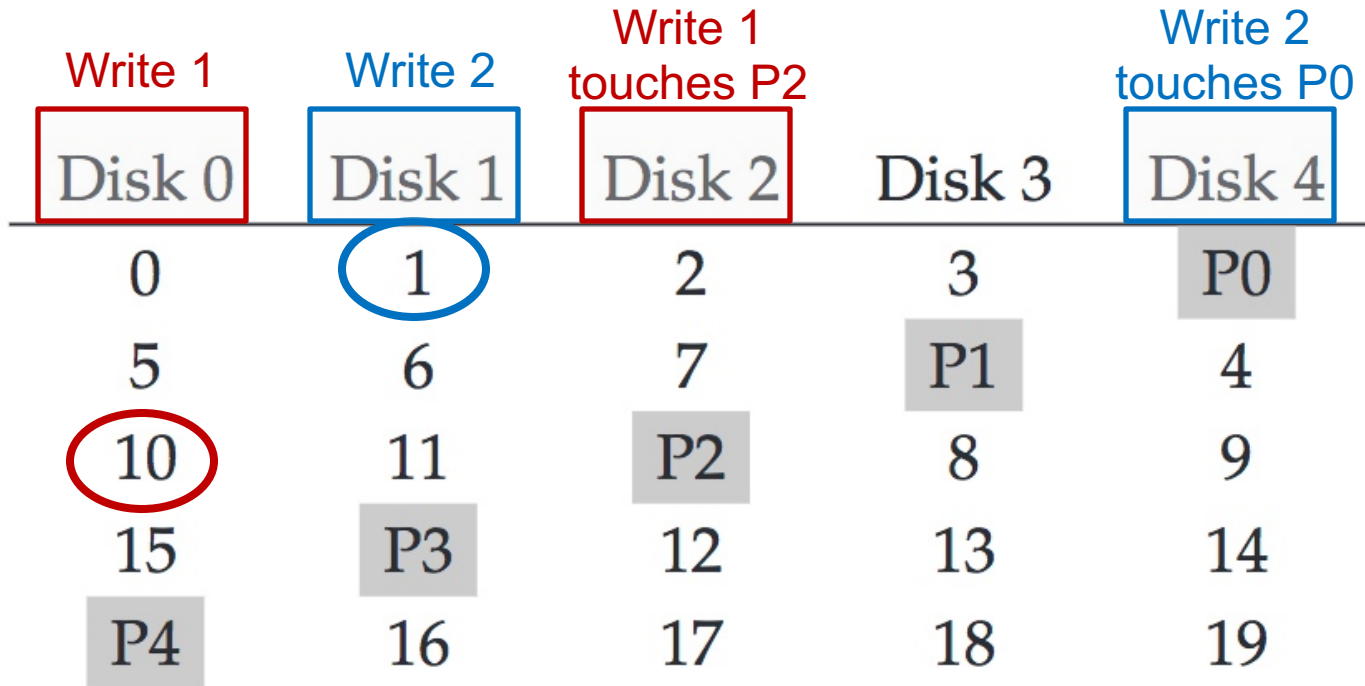 Write 1 Write 2 Write 1 touches P2 Write 2 touches P0
Disk 0 Disk 1 Disk 2 Disk 3 Disk 4
0 1 2 3 P0
5 6 7 P1 4
10 11 P2 8 9
15 P3 12 13 14
P4 16 17 18 19